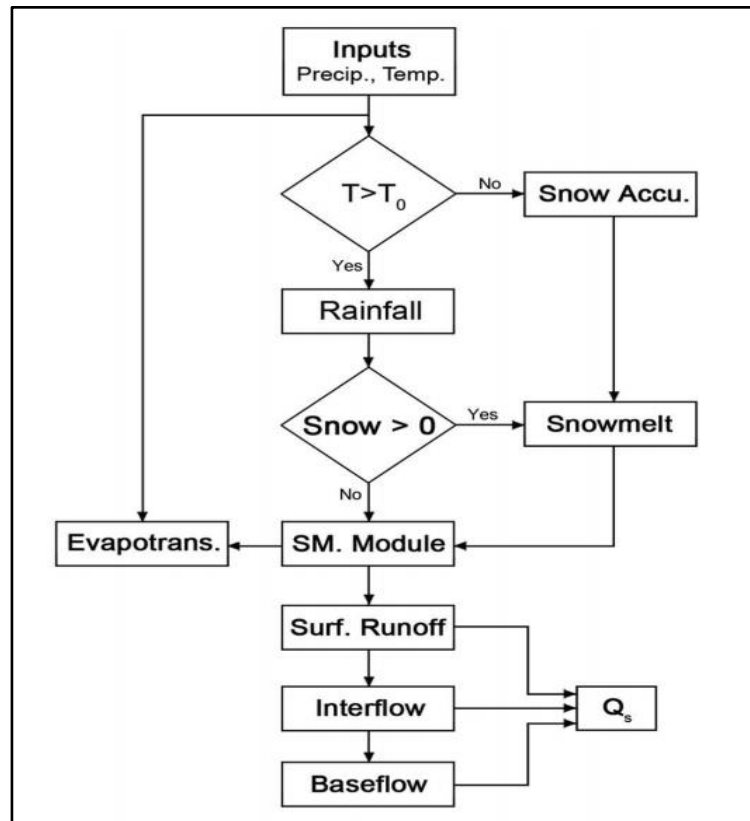 Inputs
Precip., Temp.
T>T₀
No
Snow Accu.
Yes
Rainfall
Snow > 0
Yes
Snowmelt
No
Evapotrans.
SM. Module
Surf. Runoff
Interflow
Qₛ
Baseflow